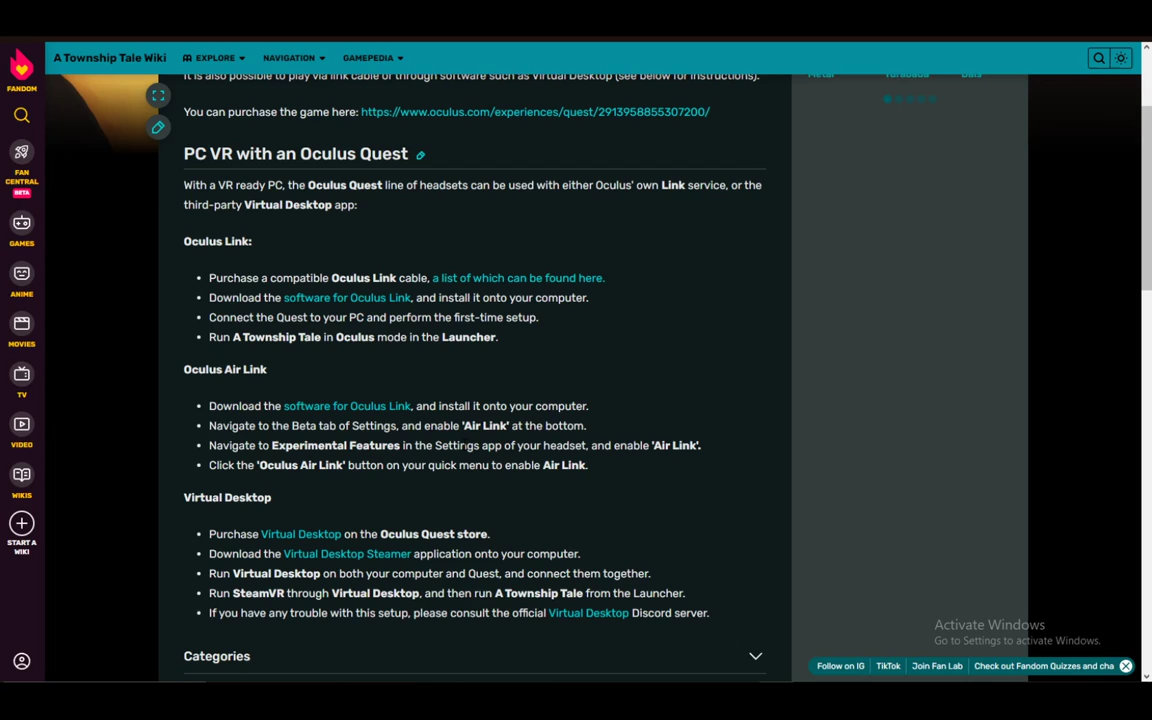 A Township Tale Wiki
EXPLORE
NAVIGATION
GAMEPEDIA
FANDOM
FAN CENTRAL
BETA
GAMES
ANIME
MOVIES
TV
VIDEO
WIKIS
START A WIKI
It is also possible to play via link cable or through software such as Virtual Desktop (see below for instructions).
You can purchase the game here: https://www.oculus.com/experiences/quest/2913958855307200/
PC VR with an Oculus Quest
With a VR ready PC, the Oculus Quest line of headsets can be used with either Oculus' own Link service, or the
third-party Virtual Desktop app:
Oculus Link:
• Purchase a compatible Oculus Link cable, a list of which can be found here.
• Download the software for Oculus Link, and install it onto your computer.
• Connect the Quest to your PC and perform the first-time setup.
• Run A Township Tale in Oculus mode in the Launcher.
Oculus Air Link
• Download the software for Oculus Link, and install it onto your computer.
• Navigate to the Beta tab of Settings, and enable 'Air Link' at the bottom.
• Navigate to Experimental Features in the Settings app of your headset, and enable 'Air Link'.
• Click the 'Oculus Air Link' button on your quick menu to enable Air Link.
Virtual Desktop
• Purchase Virtual Desktop on the Oculus Quest store.
• Download the Virtual Desktop Steamer application onto your computer.
• Run Virtual Desktop on both your computer and Quest, and connect them together.
• Run SteamVR through Virtual Desktop, and then run A Township Tale from the Launcher.
• If you have any trouble with this setup, please consult the official Virtual Desktop Discord server.
Categories
Activate Windows
Go to Settings to activate Windows.
Follow on IG
TikTok
Join Fan Lab
Check out Fandom Quizzes and cha